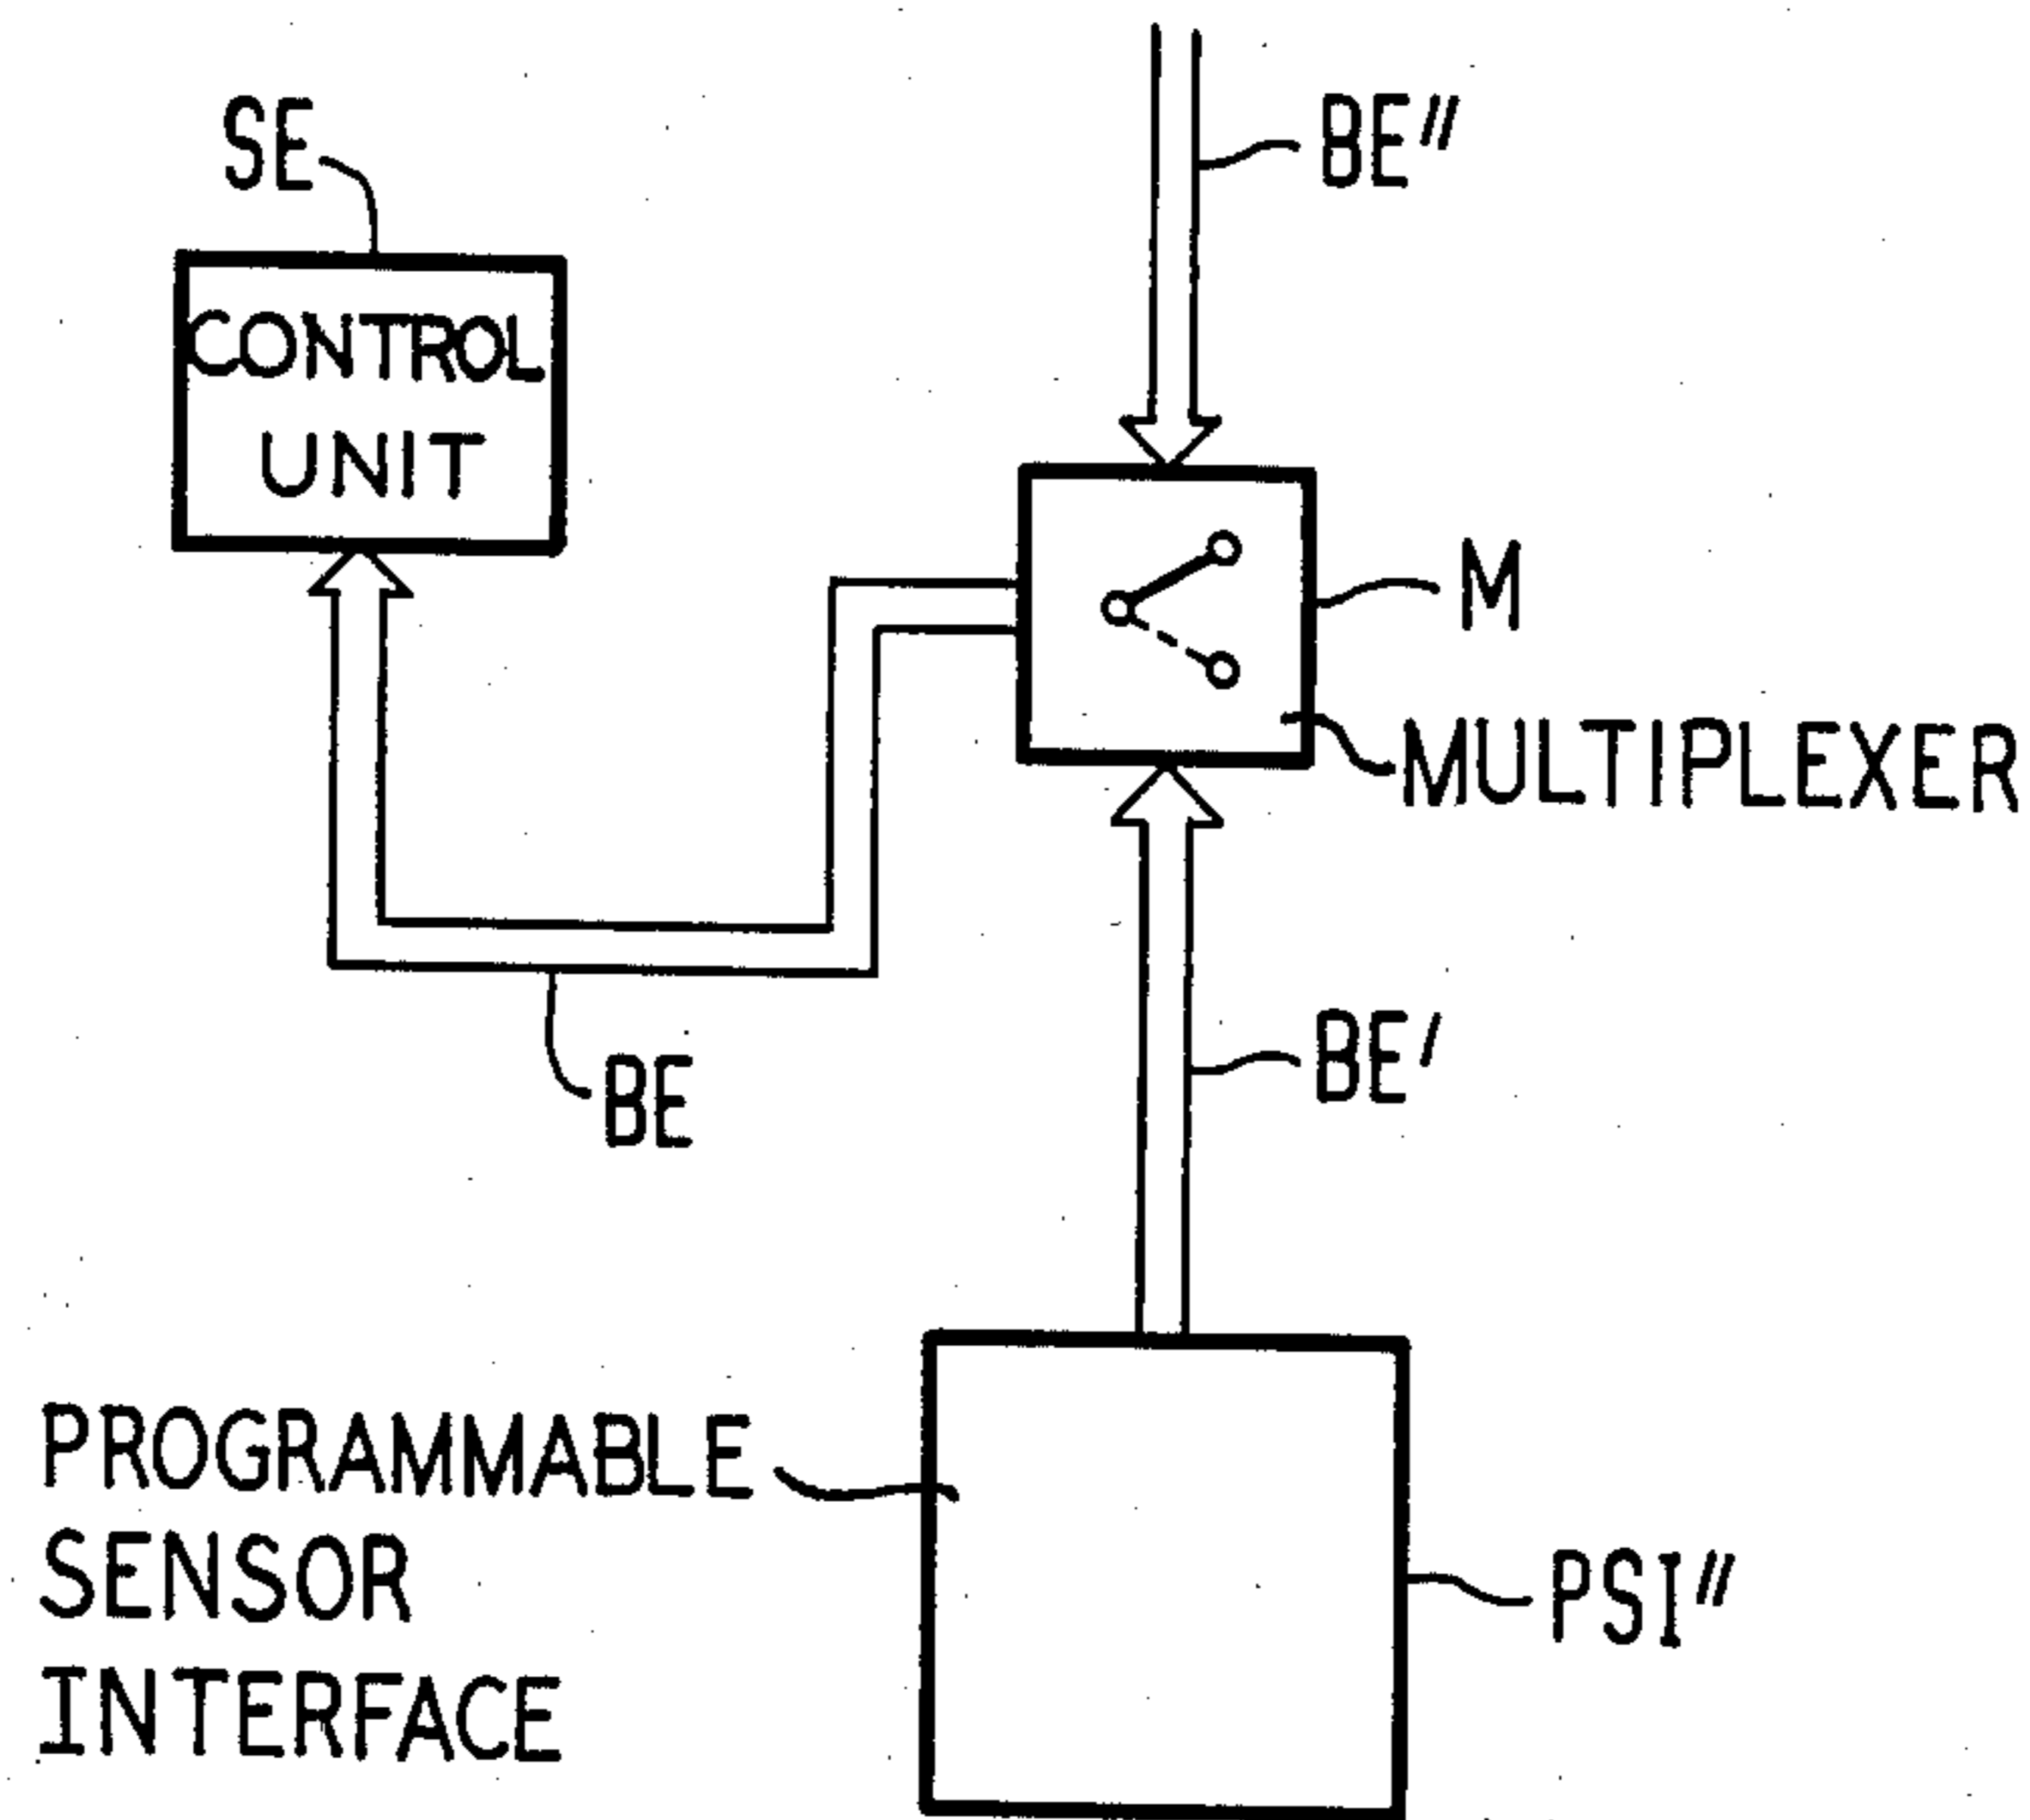 SE
BE"
CONTROL
UNIT
M
MULTIPLEXER
BE'
BE
PROGRAMMABLE
SENSOR
INTERFACE
PSI"